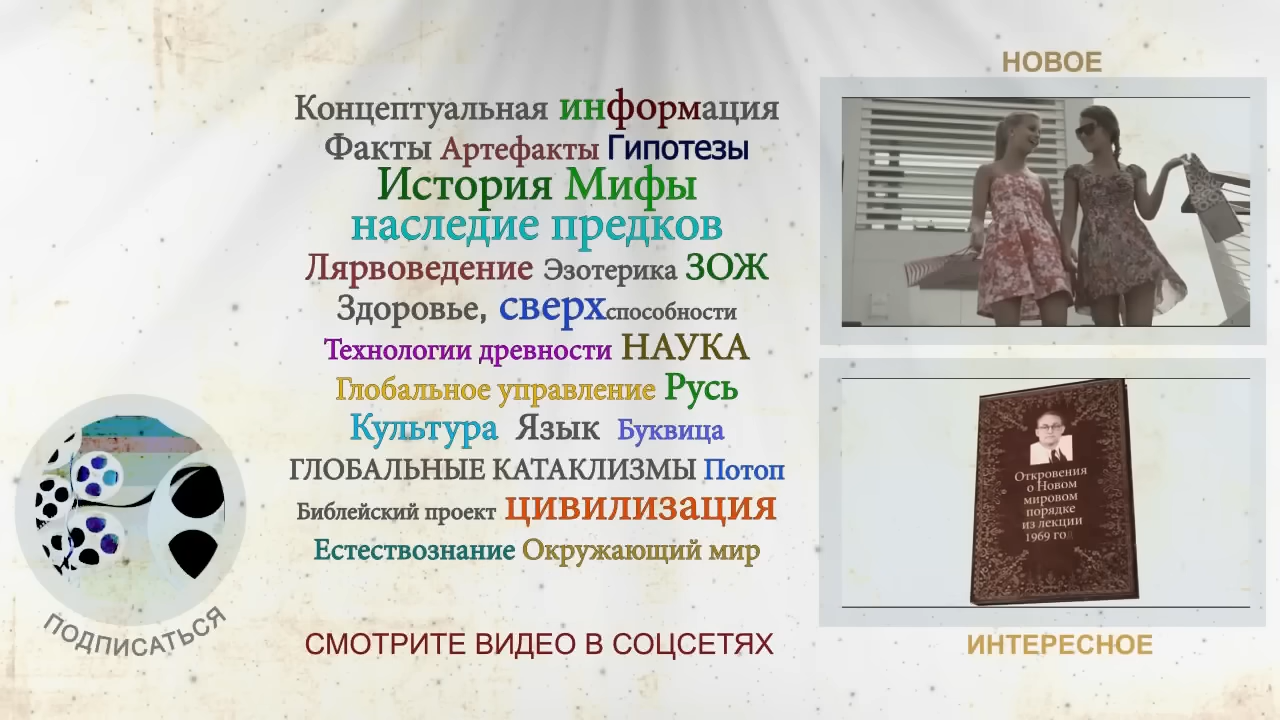 НОВОЕ
Концептуальная информация
Факты Артефакты Гипотезы
История Мифы
наследие предков
Лярвоведение Эзотерика ЗОЖ
Здоровье, сверхспособности
Технологии древности НАУКА
Глобальное управление Русь
Культура Язык Буквица
ГЛОБАЛЬНЫЕ КАТАКЛИЗМЫ Потоп
Библейский проект цивилизация
Естествознание Окружающий мир
СМОТРИТЕ ВИДЕО В СОЦСЕТЯХ
ПОДПИСАТЬСЯ
Откровения
о Новом
мировом
порядке
из лекции
1969 год
ИНТЕРЕСНОЕ